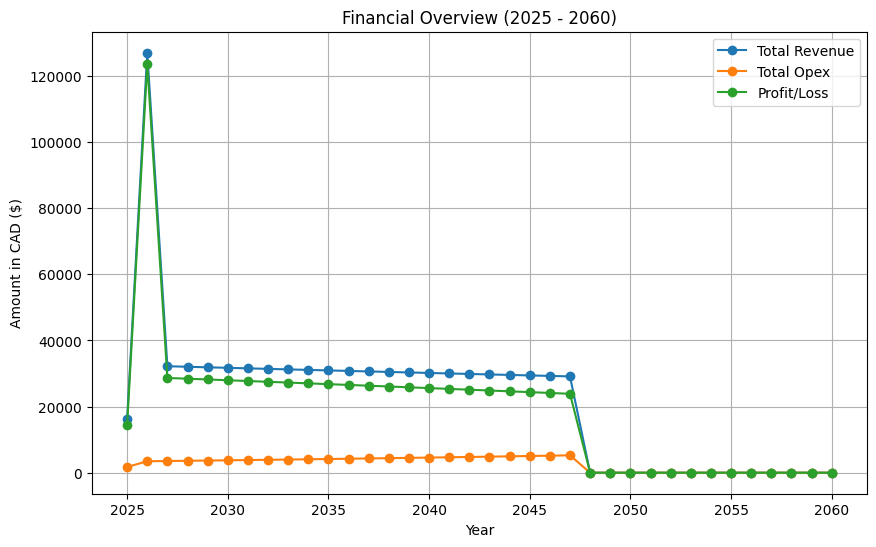 Financial Overview (2025 - 2060)
Total Revenue
Total Opex
Profit/Loss
Amount in CAD ($)
120000
100000
80000
60000
40000
20000
0
2025
2030
2035
2040
2045
2050
2055
2060
Year